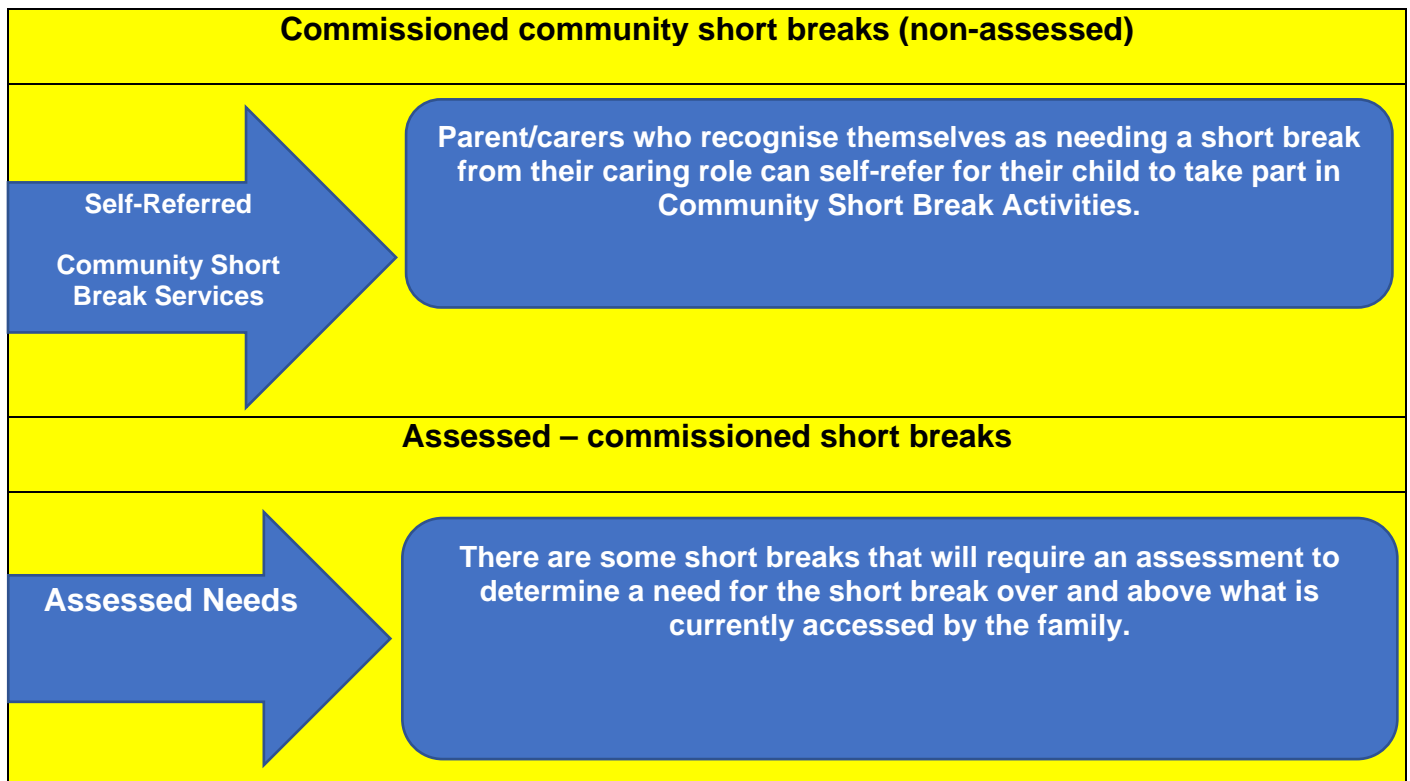 Commissioned community short breaks (non-assessed)
Self-Referred
Community Short
Break Services
Parent/carers who recognise themselves as needing a short break
from their caring role can self-refer for their child to take part in
Community Short Break Activities.
Assessed – commissioned short breaks
Assessed Needs
There are some short breaks that will require an assessment to
determine a need for the short break over and above what is
currently accessed by the family.